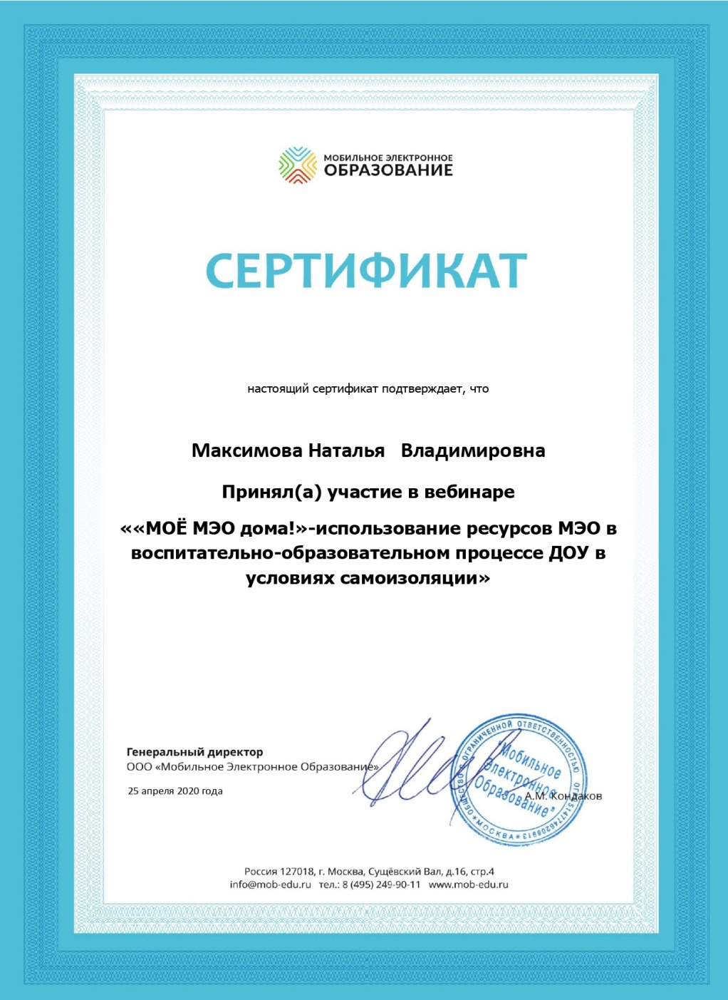 МОБИЛЬНОЕ ЭЛЕКТРОННОЕ
ОБРАЗОВАНИЕ
СЕРТИФИКАТ
настоящий сертификат подтверждает, что
Максимова Наталья Владимировна
Принял(а) участие в вебинаре
««МОЁ МЭО дома!»-использование ресурсов МЭО в
воспитательно-образовательном процессе ДОУ в
условиях самоизоляции»
Генеральный директор
ООО «Мобильное Электронное Образование»
25 апреля 2020 года
ОБЩЕСТВО С ОГРАНИЧЕННОЙ ОТВЕТСТВЕННОСТЬЮ
*МОСКВА*
"Мобильное
Электронное
Образование"
А.М. Кондаков
Россия 127018, г. Москва, Сущёвский Вал, д.16, стр.4
info@mob-edu.ru тел.: 8 (495) 249-90-11 www.mob-edu.ru